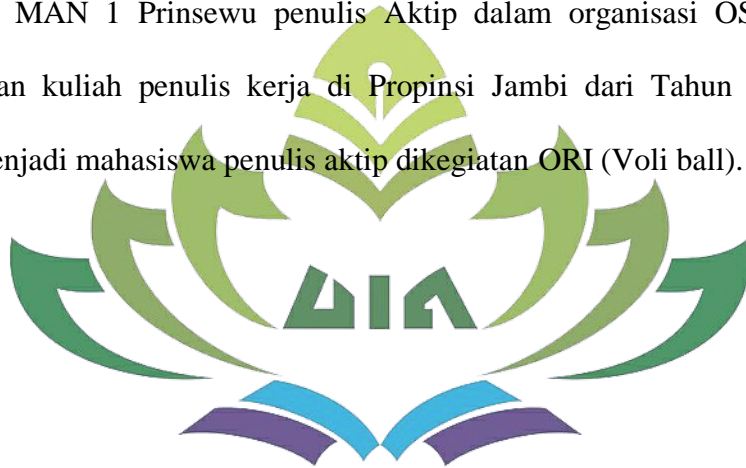 MAN 1 Prinsewu penulis Aktip dalam organisasi OS
an kuliah penulis kerja di Propinsi Jambi dari Tahun
enjadi mahasiswa penulis aktip dikegiatan ORI (Voli ball).
UIN